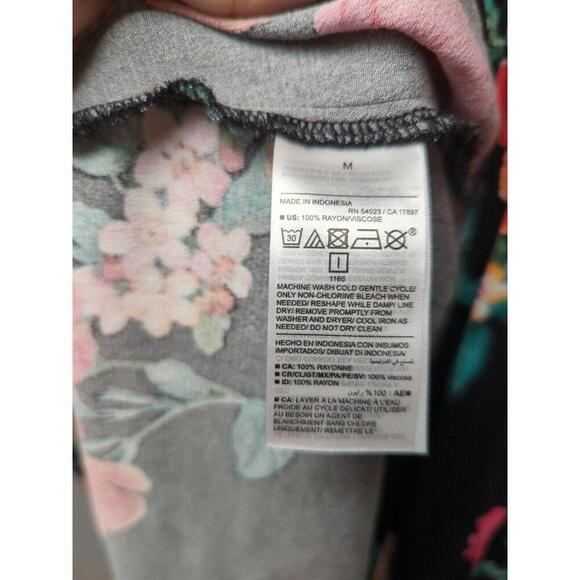 M
MADE IN INDONESIA
RN 54023 / CA 17897
■ US: 100% RAYON/VISCOSE
30
®
1166
MACHINE WASH COLD GENTLE CYCLE/
ONLY NON-CHLORINE BLEACH WHEN
NEEDED/ RESHAPE WHILE DAMP/ LINE
DRY/ REMOVE PROMPTLY FROM
WASHER AND DRYER/ COOL IRON AS
NEEDED/ DO NOT DRY CLEAN
HECHO EN INDONESIA CON INSUMOS
IMPORTADOS/ DIBUAT DI INDONESIA/
■ CA: 100% RAYONNE
■ CR/CL/GT/MX/PA/PE/SV: 100% viscosa
■ ID: 100% RAYON
■ AE: 100% رايون
■ CA: LAVER À LA MACHINE À L'EAU
FROIDE AU CYCLE DÉLICAT/ UTILISER
AU BESOIN UN AGENT DE
BLANCHIMENT SANS CHLORE
UNIQUEMENT/ REMETTRE LE